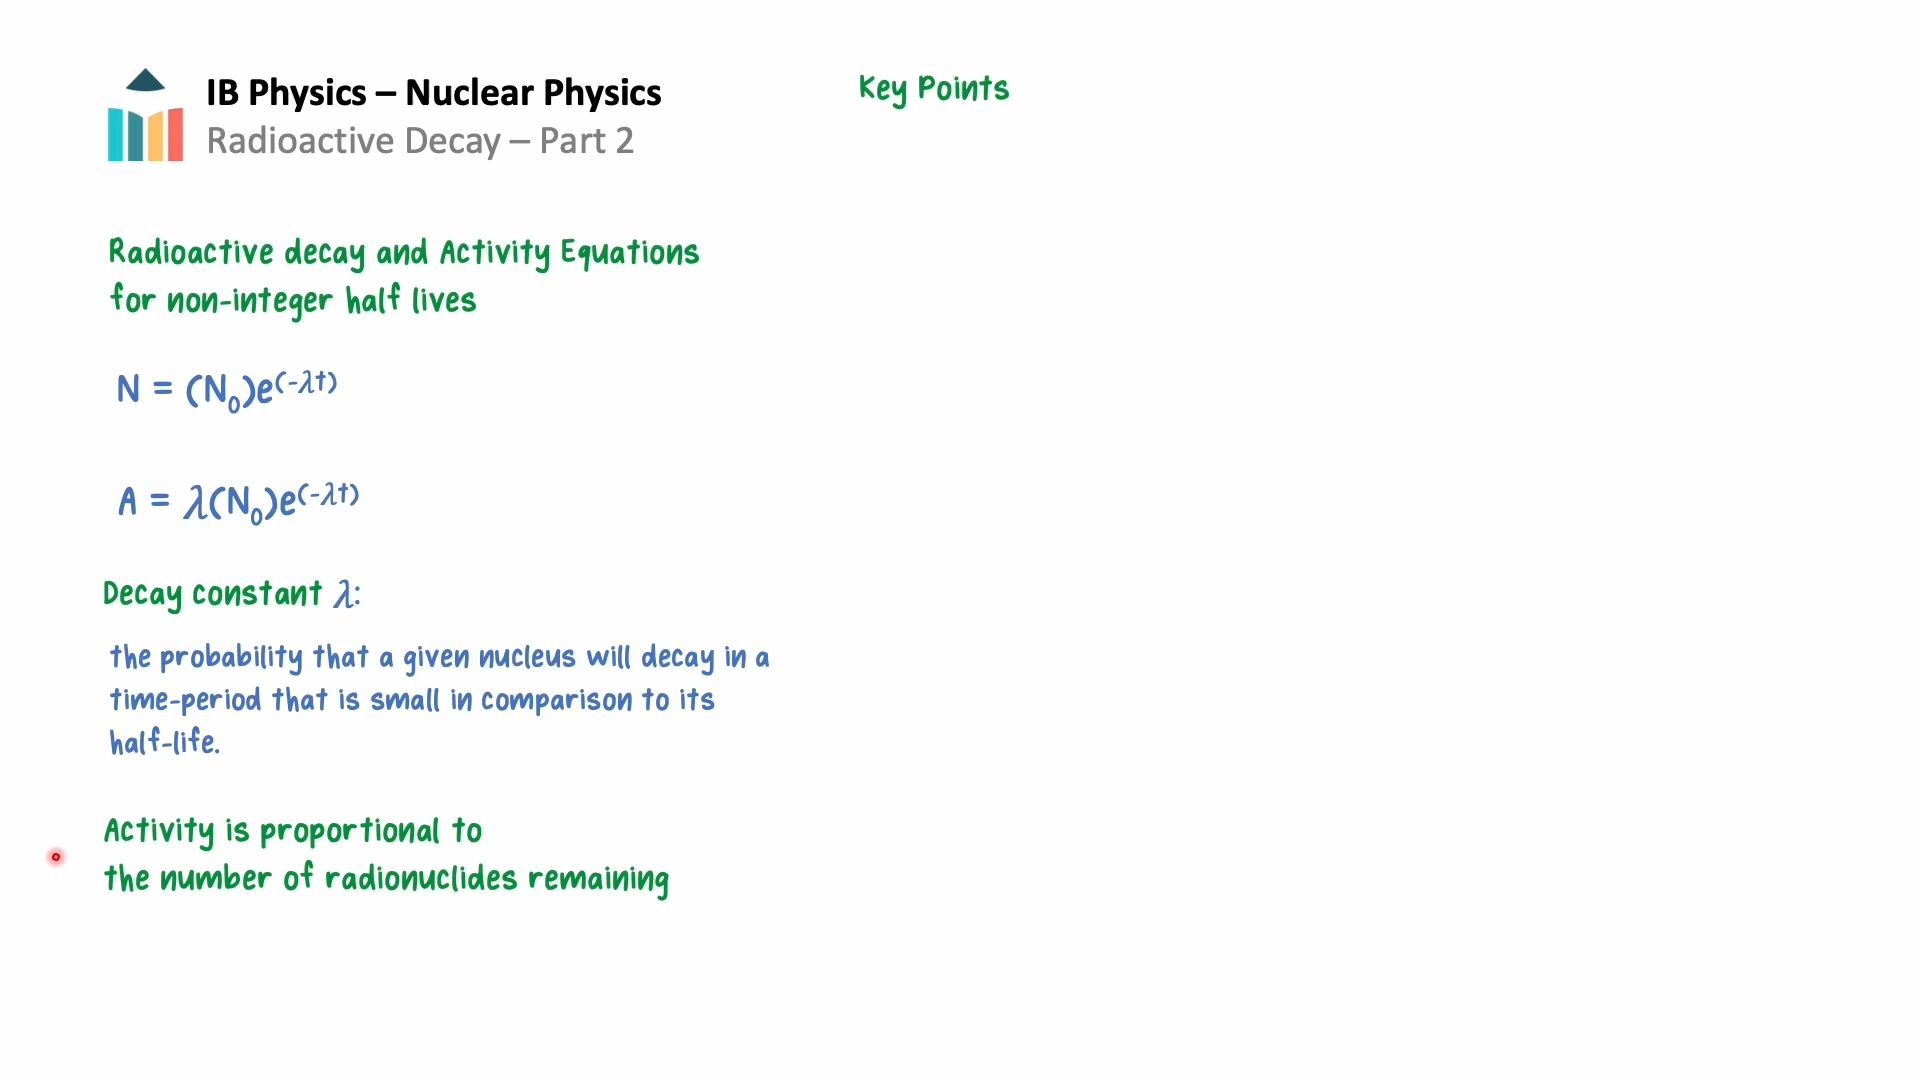 IB Physics – Nuclear Physics
Radioactive Decay – Part 2
Key Points
Radioactive decay and Activity Equations
for non-integer half lives
N = (N₀)e^(-λt)
A = λ(N₀)e^(-λt)
Decay constant λ:
the probability that a given nucleus will decay in a
time-period that is small in comparison to its
half-life.
Activity is proportional to
the number of radionuclides remaining